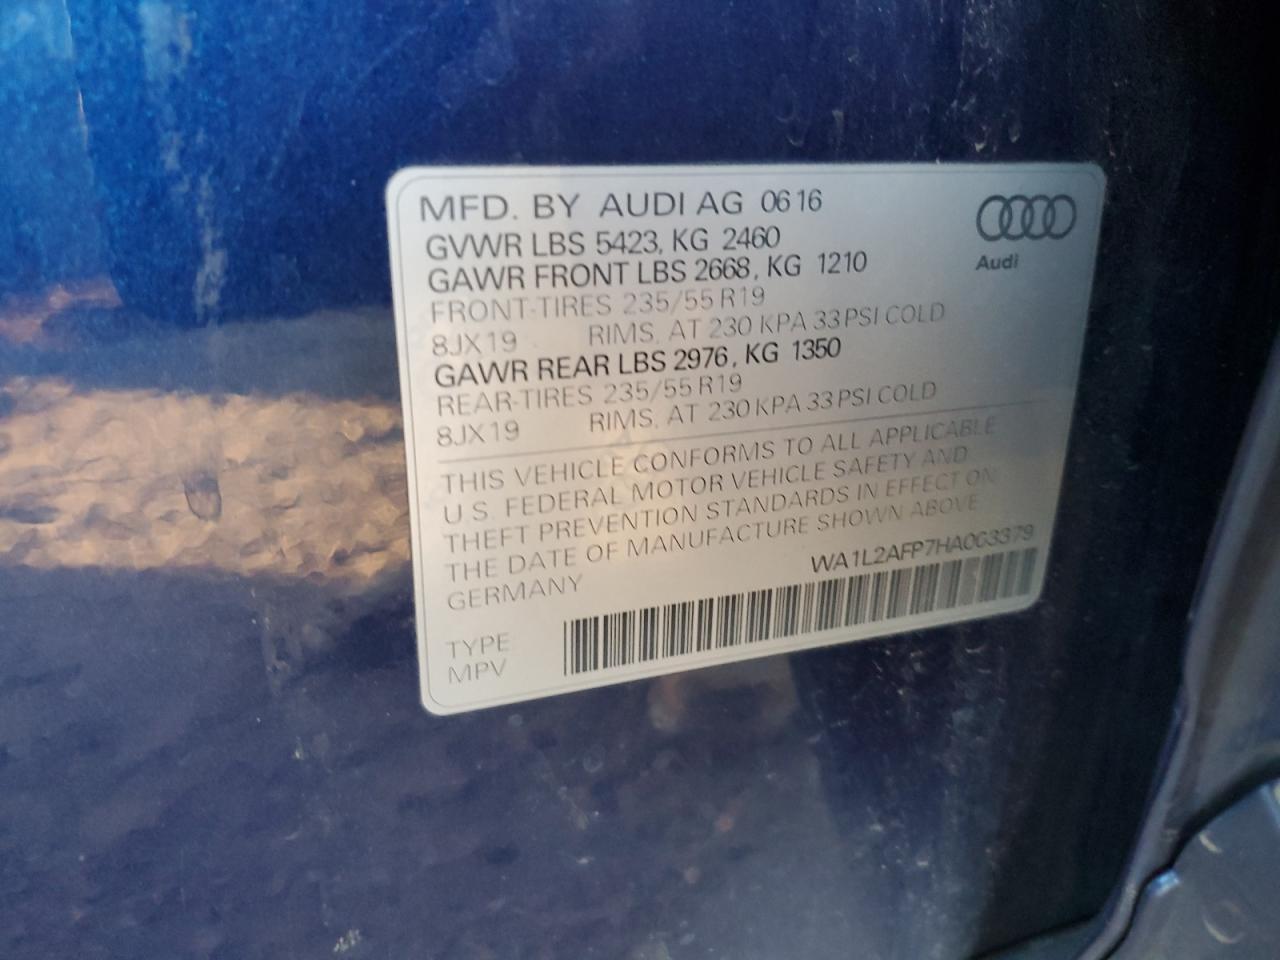 MFD. BY AUDI AG 0616
GVWR LBS 5423, KG 2460
GAWR FRONT LBS 2668, KG 1210
FRONT-TIRES 235/55 R19
8JX19 RIMS, AT 230 KPA 33 PSI COLD
GAWR REAR LBS 2976, KG 1350
REAR-TIRES 235/55 R19
8JX19 RIMS, AT 230 KPA 33 PSI COLD
Audi
THIS VEHICLE CONFORMS TO ALL APPLICABLE
U.S. FEDERAL MOTOR VEHICLE SAFETY AND
THEFT PREVENTION STANDARDS IN EFFECT ON
THE DATE OF MANUFACTURE SHOWN ABOVE
GERMANY
WA1L2AFP7HA003379
TYPE
MPV